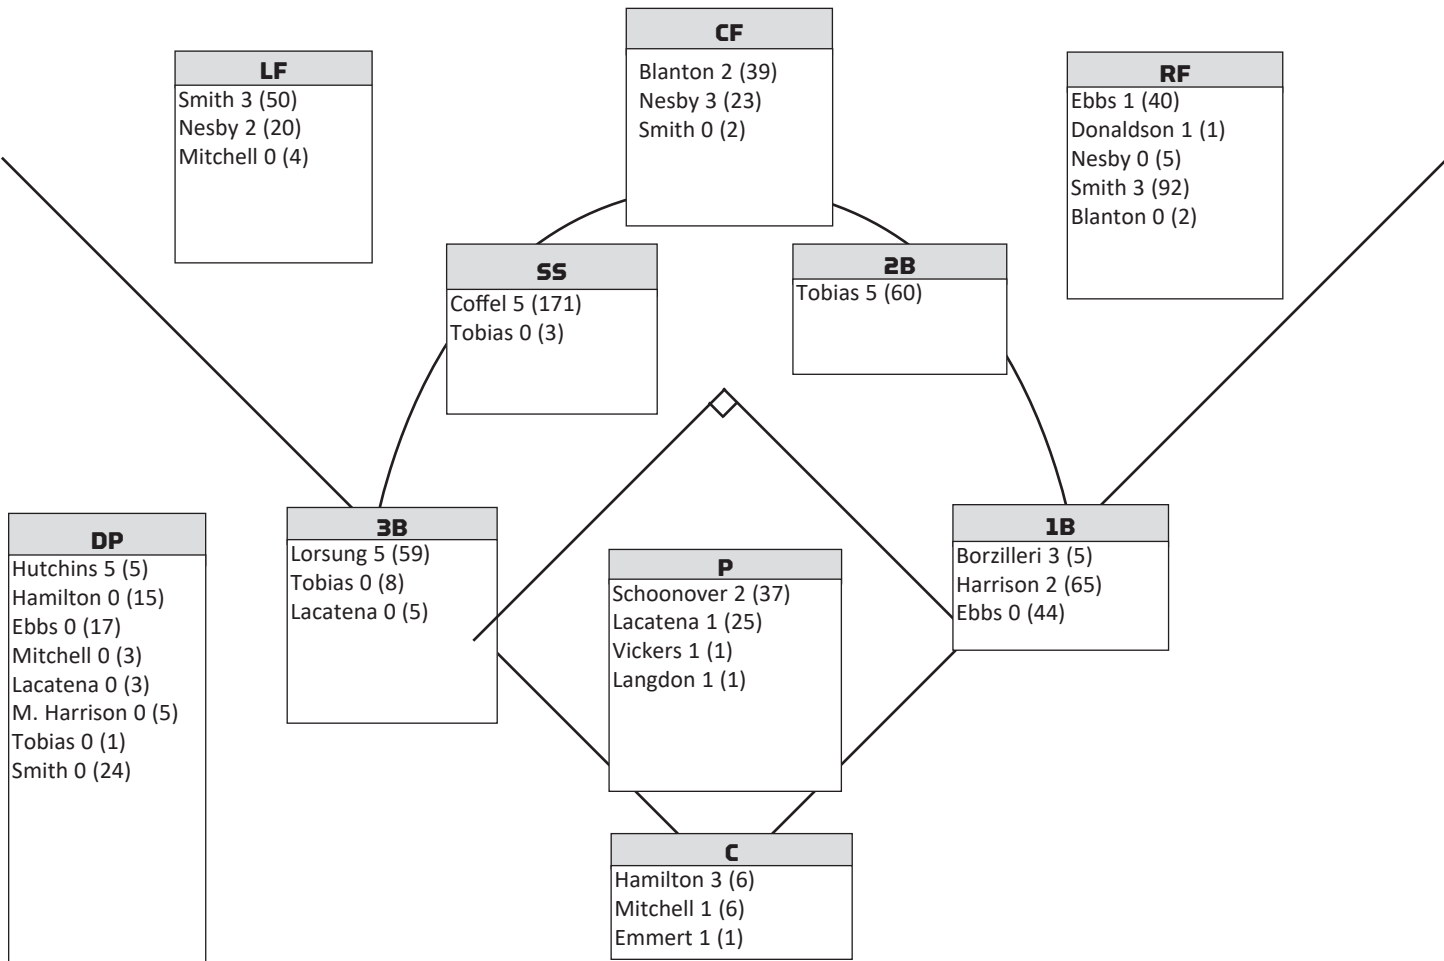 CF
Blanton 2 (39)
Nesby 3 (23)
Smith 0 (2)
LF
Smith 3 (50)
Nesby 2 (20)
Mitchell 0 (4)
RF
Ebbs 1 (40)
Donaldson 1 (1)
Nesby 0 (5)
Smith 3 (92)
Blanton 0 (2)
SS
Coffel 5 (171)
Tobias 0 (3)
2B
Tobias 5 (60)
DP
Hutchins 5 (5)
Hamilton 0 (15)
Ebbs 0 (17)
Mitchell 0 (3)
Lacatena 0 (3)
M. Harrison 0 (5)
Tobias 0 (1)
Smith 0 (24)
3B
Lorsung 5 (59)
Tobias 0 (8)
Lacatena 0 (5)
P
Schoonover 2 (37)
Lacatena 1 (25)
Vickers 1 (1)
Langdon 1 (1)
1B
Borzilleri 3 (5)
Harrison 2 (65)
Ebbs 0 (44)
C
Hamilton 3 (6)
Mitchell 1 (6)
Emmert 1 (1)